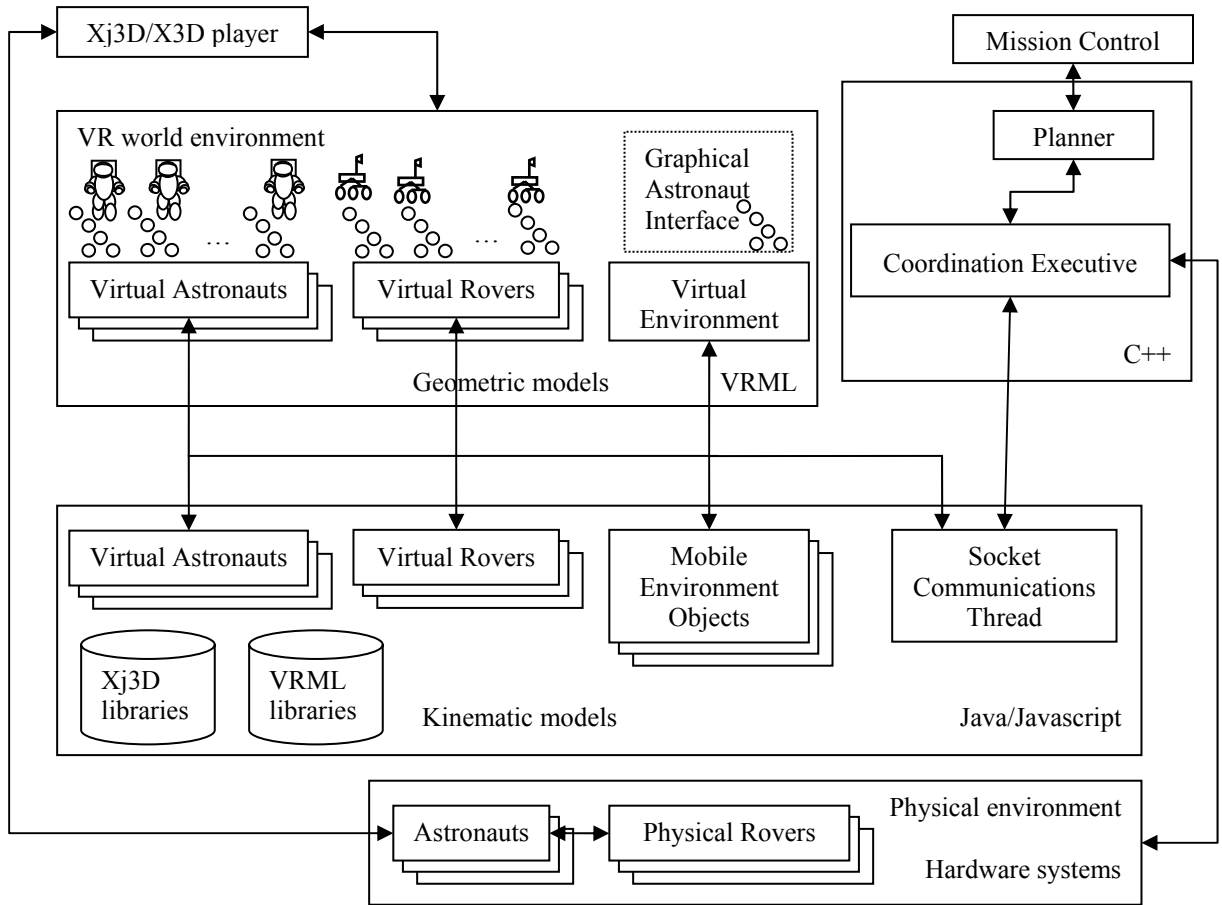 Xj3D/X3D player
Mission Control
VR world environment
Graphical
Astronaut
Interface
Planner
...
...
Coordination Executive
Virtual Astronauts
Virtual Rovers
Virtual
Environment
C++
Geometric models
VRML
Virtual Astronauts
Virtual Rovers
Mobile
Environment
Objects
Socket
Communications
Thread
Xj3D
libraries
VRML
libraries
Kinematic models
Java/Javascript
Physical environment
Astronauts
Physical Rovers
Hardware systems